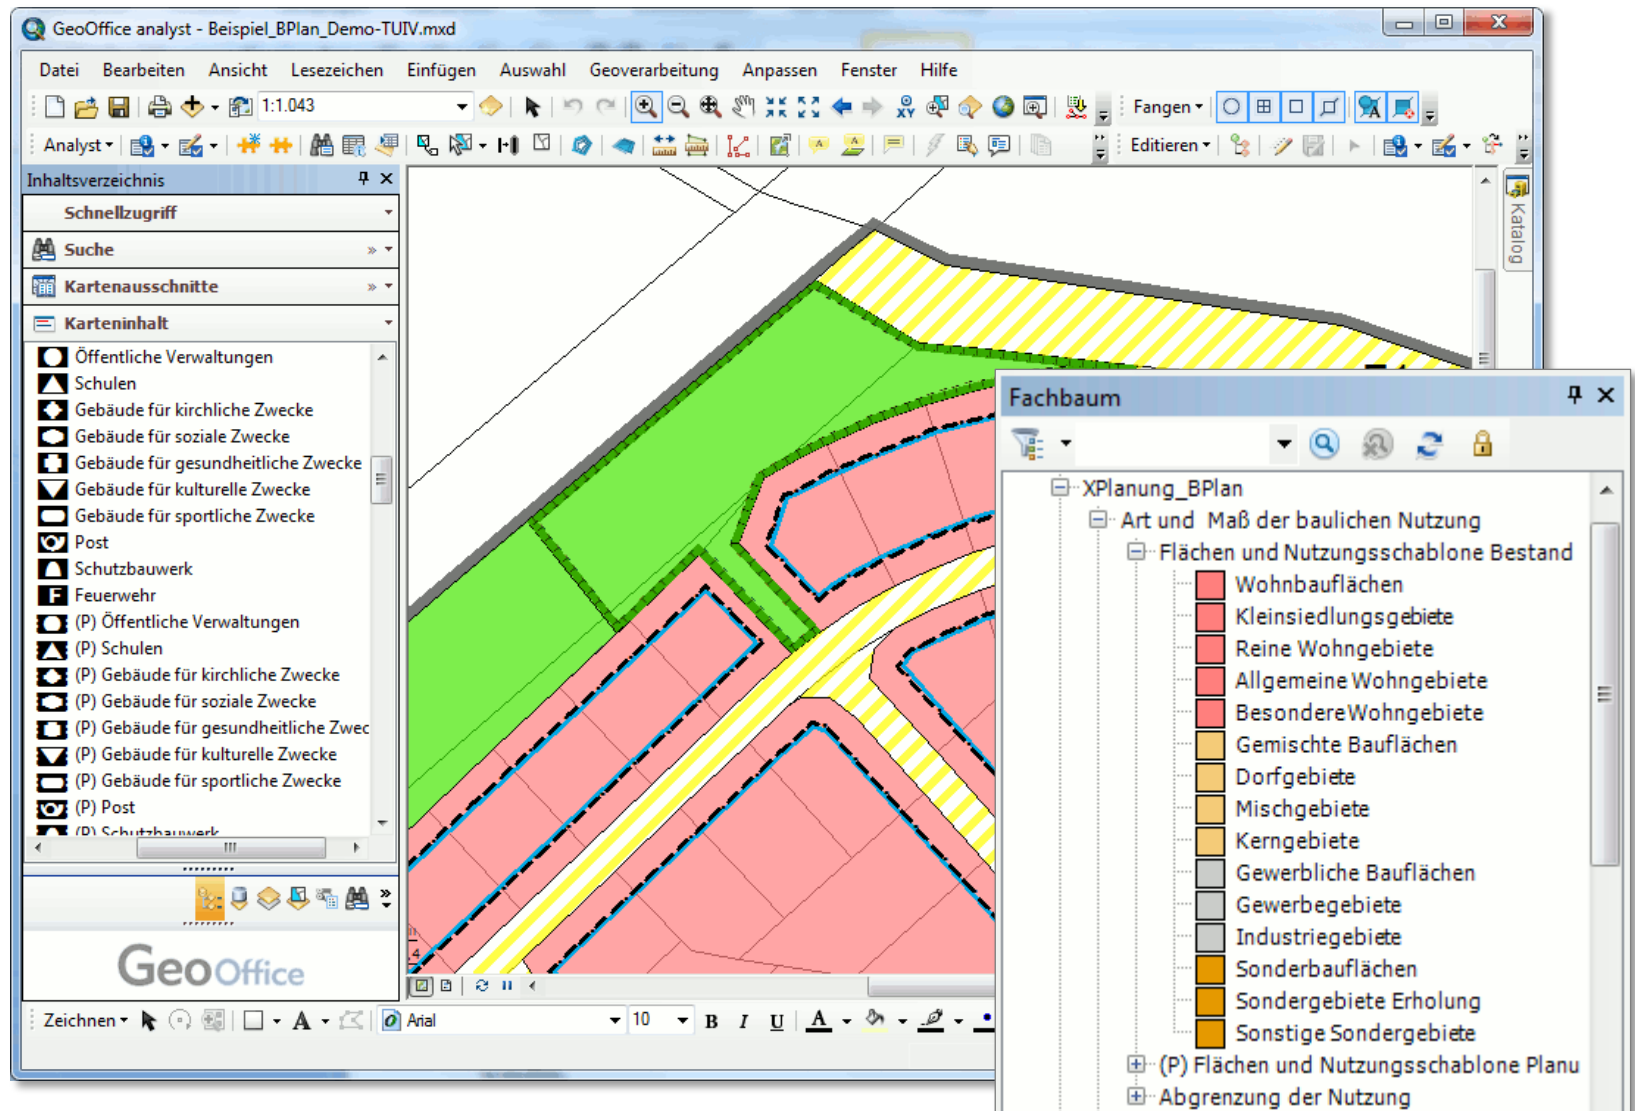 GeoOffice analyst - Beispiel_BPlan_Demo-TUIV.mxd
Datei Bearbeiten Ansicht Lesezeichen Einfügen Auswahl Geoverarbeitung Anpassen Fenster Hilfe
1:1.043 XY Fangen
Analyst Editieren
Inhaltsverzeichnis
Schnellzugriff
Suche
Kartenausschnitte
Karteninhalt
Öffentliche Verwaltungen
Schulen
Gebäude für kirchliche Zwecke
Gebäude für soziale Zwecke
Gebäude für gesundheitliche Zwecke
Gebäude für kulturelle Zwecke
Gebäude für sportliche Zwecke
Post
Schutzbauwerk
F Feuerwehr
(P) Öffentliche Verwaltungen
(P) Schulen
(P) Gebäude für kirchliche Zwecke
(P) Gebäude für soziale Zwecke
(P) Gebäude für gesundheitliche Zwec
(P) Gebäude für kulturelle Zwecke
(P) Gebäude für sportliche Zwecke
(P) Post
(P) Schutzbauwerk
GeoOffice
Zeichnen A Arial 10 B I U A
Katalog
Fachbaum
XPlanung_BPlan
Art und Maß der baulichen Nutzung
Flächen und Nutzungsschablone Bestand
Wohnbauflächen
Kleinsiedlungsgebiete
Reine Wohngebiete
Allgemeine Wohngebiete
Besondere Wohngebiete
Gemischte Bauflächen
Dorfgebiete
Mischgebiete
Kerngebiete
Gewerbliche Bauflächen
Gewerbegebiete
Industriegebiete
Sonderbauflächen
Sondergebiete Erholung
Sonstige Sondergebiete
(P) Flächen und Nutzungsschablone Planu
Abgrenzung der Nutzung